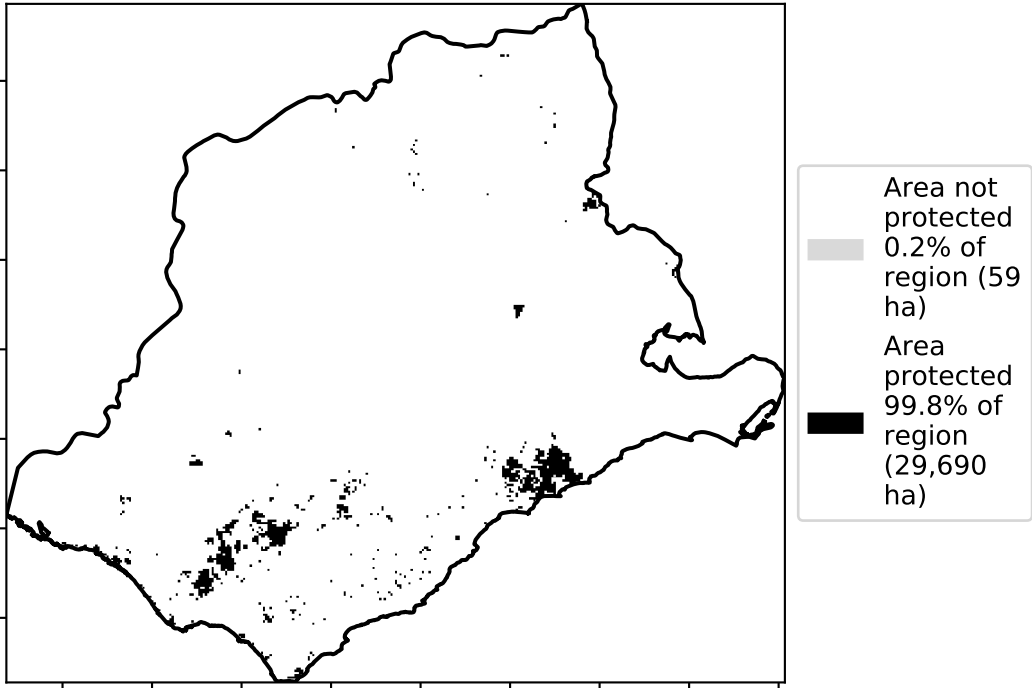 Area not
protected
0.2% of
region (59
ha)
Area
protected
99.8% of
region
(29,690
ha)